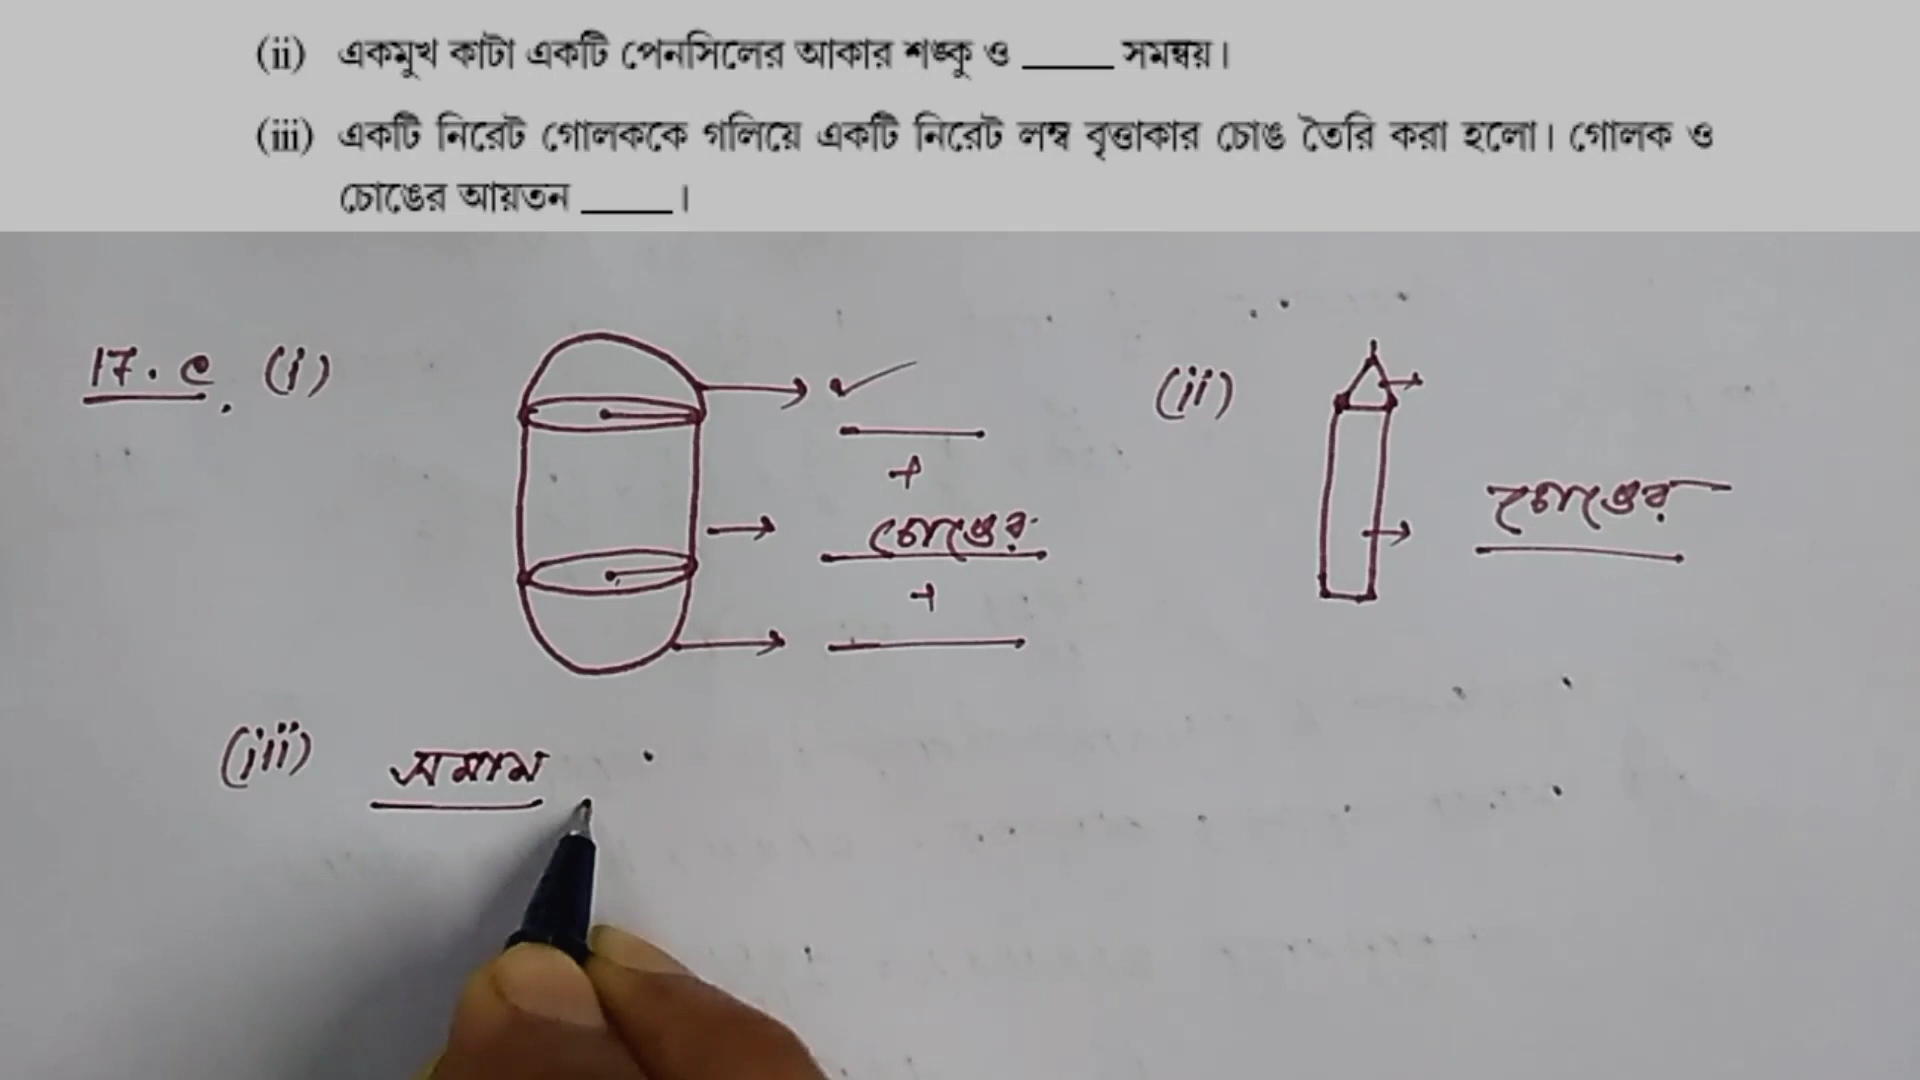 (ii) একমুখ কাটা একটি পেনসিলের আকার শঙ্কু ও _____ সমন্বয়।
(iii) একটি নিরেট গোলককে গলিয়ে একটি নিরেট লম্ব বৃত্তাকার চোঙ তৈরি করা হলো। গোলক ও
চোঙের আয়তন _____।
17. C. (i)
+
চোঙের
+
(ii)
চোঙের
(iii) সমান